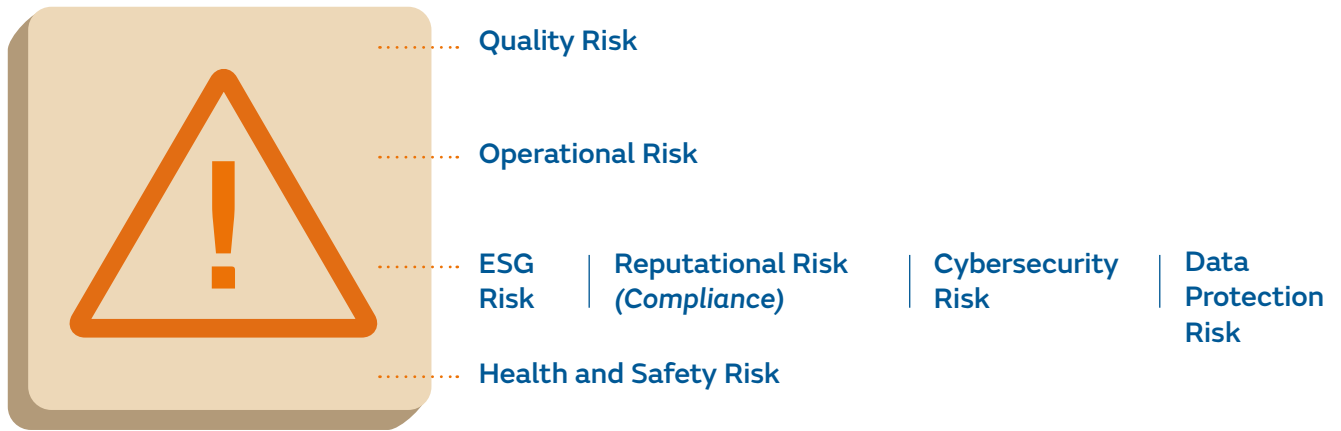 Quality Risk
Operational Risk
ESG
Risk
Reputational Risk
(Compliance)
Cybersecurity
Risk
Data
Protection
Risk
Health and Safety Risk
!